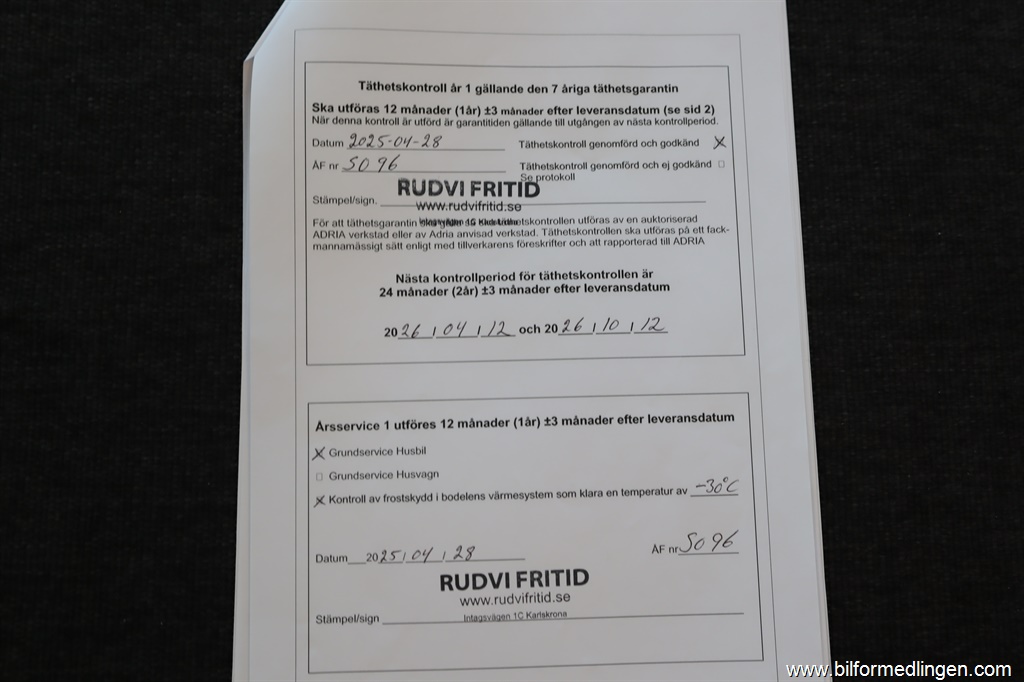 Täthetskontroll år 1 gällande den 7 åriga täthetsgarantin
Ska utföras 12 månader (1år) ±3 månader efter leveransdatum (se sid 2)
När denna kontroll är utförd är garantitiden gällande till utgången av nästa kontrollperiod.
Datum 2025-04-28 Täthetskontroll genomförd och godkänd X
ÅF nr 5096 Täthetskontroll genomförd och ej godkänd
Se protokoll
RUDVI FRITID
Stämpel/sign. www.rudvifritid.se
För att täthetsgarantin ska gälla så ska täthetskontrollen utföras av en auktoriserad
ADRIA verkstad eller av Adria anvisad verkstad. Täthetskontrollen ska utföras på ett fack-
mannamässigt sätt enligt med tillverkarens föreskrifter och att rapporterad till ADRIA
Nästa kontrollperiod för täthetskontrollen är
24 månader (2år) ±3 månader efter leveransdatum
2026/04/12 och 2026/10/12
Årsservice 1 utföres 12 månader (1år) ±3 månader efter leveransdatum
X Grundservice Husbil
Grundservice Husvagn
X Kontroll av frostskydd i bodelens värmesystem som klara en temperatur av -30°C
Datum 2025/04/28 ÅF nr 5096
RUDVI FRITID
www.rudvifritid.se
Stämpel/sign Intagsvägen 1C Karlskrona
www.bilformedlingen.com